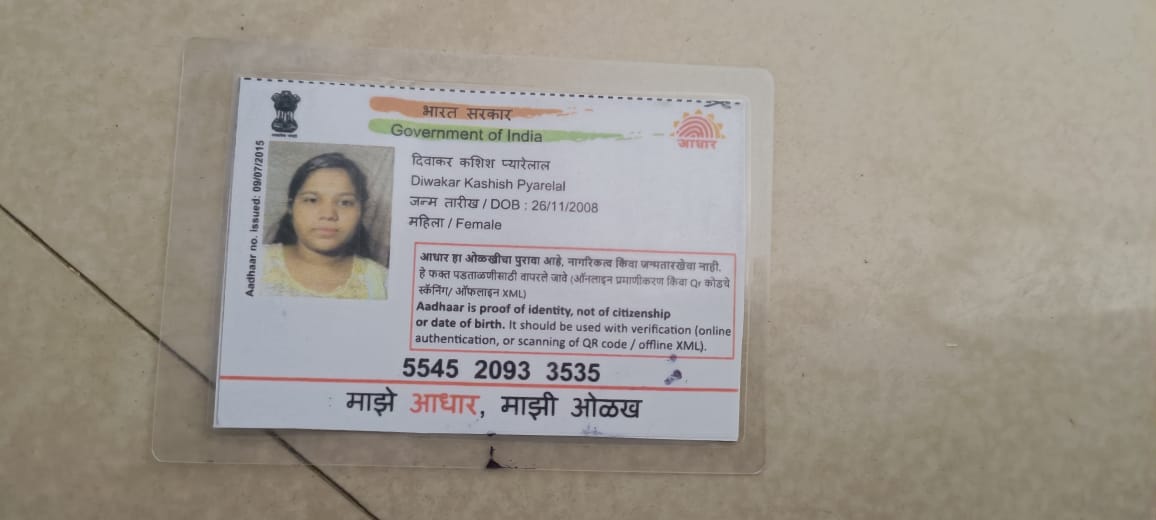 भारत सरकार
Government of India
आधार
Aadhaar no. issued: 09/07/2015
दिवाकर कशिश प्यारेलाल
Diwakar Kashish Pyarelal
जन्म तारीख / DOB : 26/11/2008
महिला / Female
आधार हा ओळखीचा पुरावा आहे, नागरिकत्व किंवा जन्मतारखेचा नाही.
हे फक्त पडताळणीसाठी वापरले जावे (ऑनलाइन प्रमाणीकरण किंवा Qr कोडचे
स्कॅनिंग/ ऑफलाइन XML)
Aadhaar is proof of identity, not of citizenship
or date of birth. It should be used with verification (online
authentication, or scanning of QR code / offline XML).
5545 2093 3535
माझे आधार, माझी ओळख